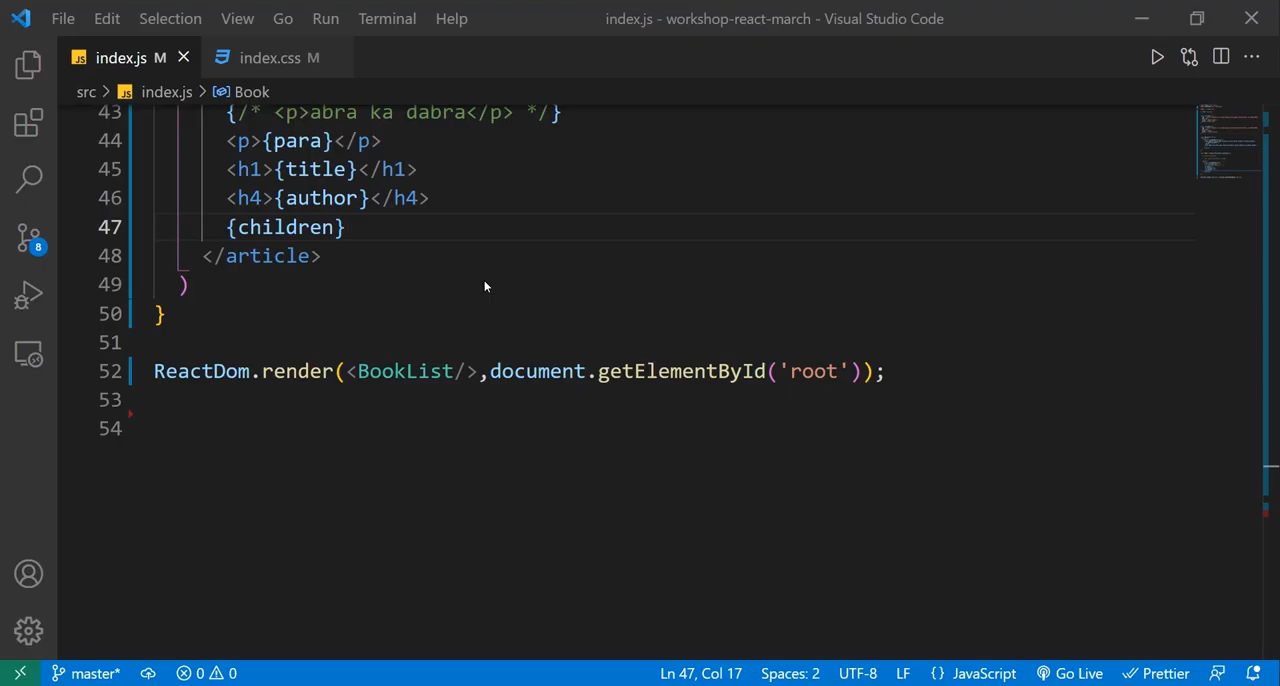 File Edit Selection View Go Run Terminal Help index.js - workshop-react-march - Visual Studio Code
JS index.js M index.css M
src > JS index.js > Book
43 {/* <p>abra ka dabra</p> */}
44 <p>{para}</p>
45 <h1>{title}</h1>
46 <h4>{author}</h4>
47 {children}
48 </article>
49 )
50 }
51
52 ReactDom.render(<BookList/>,document.getElementById('root'));
53
54
8
master* 0 0 Ln 47, Col 17 Spaces: 2 UTF-8 LF {} JavaScript Go Live Prettier